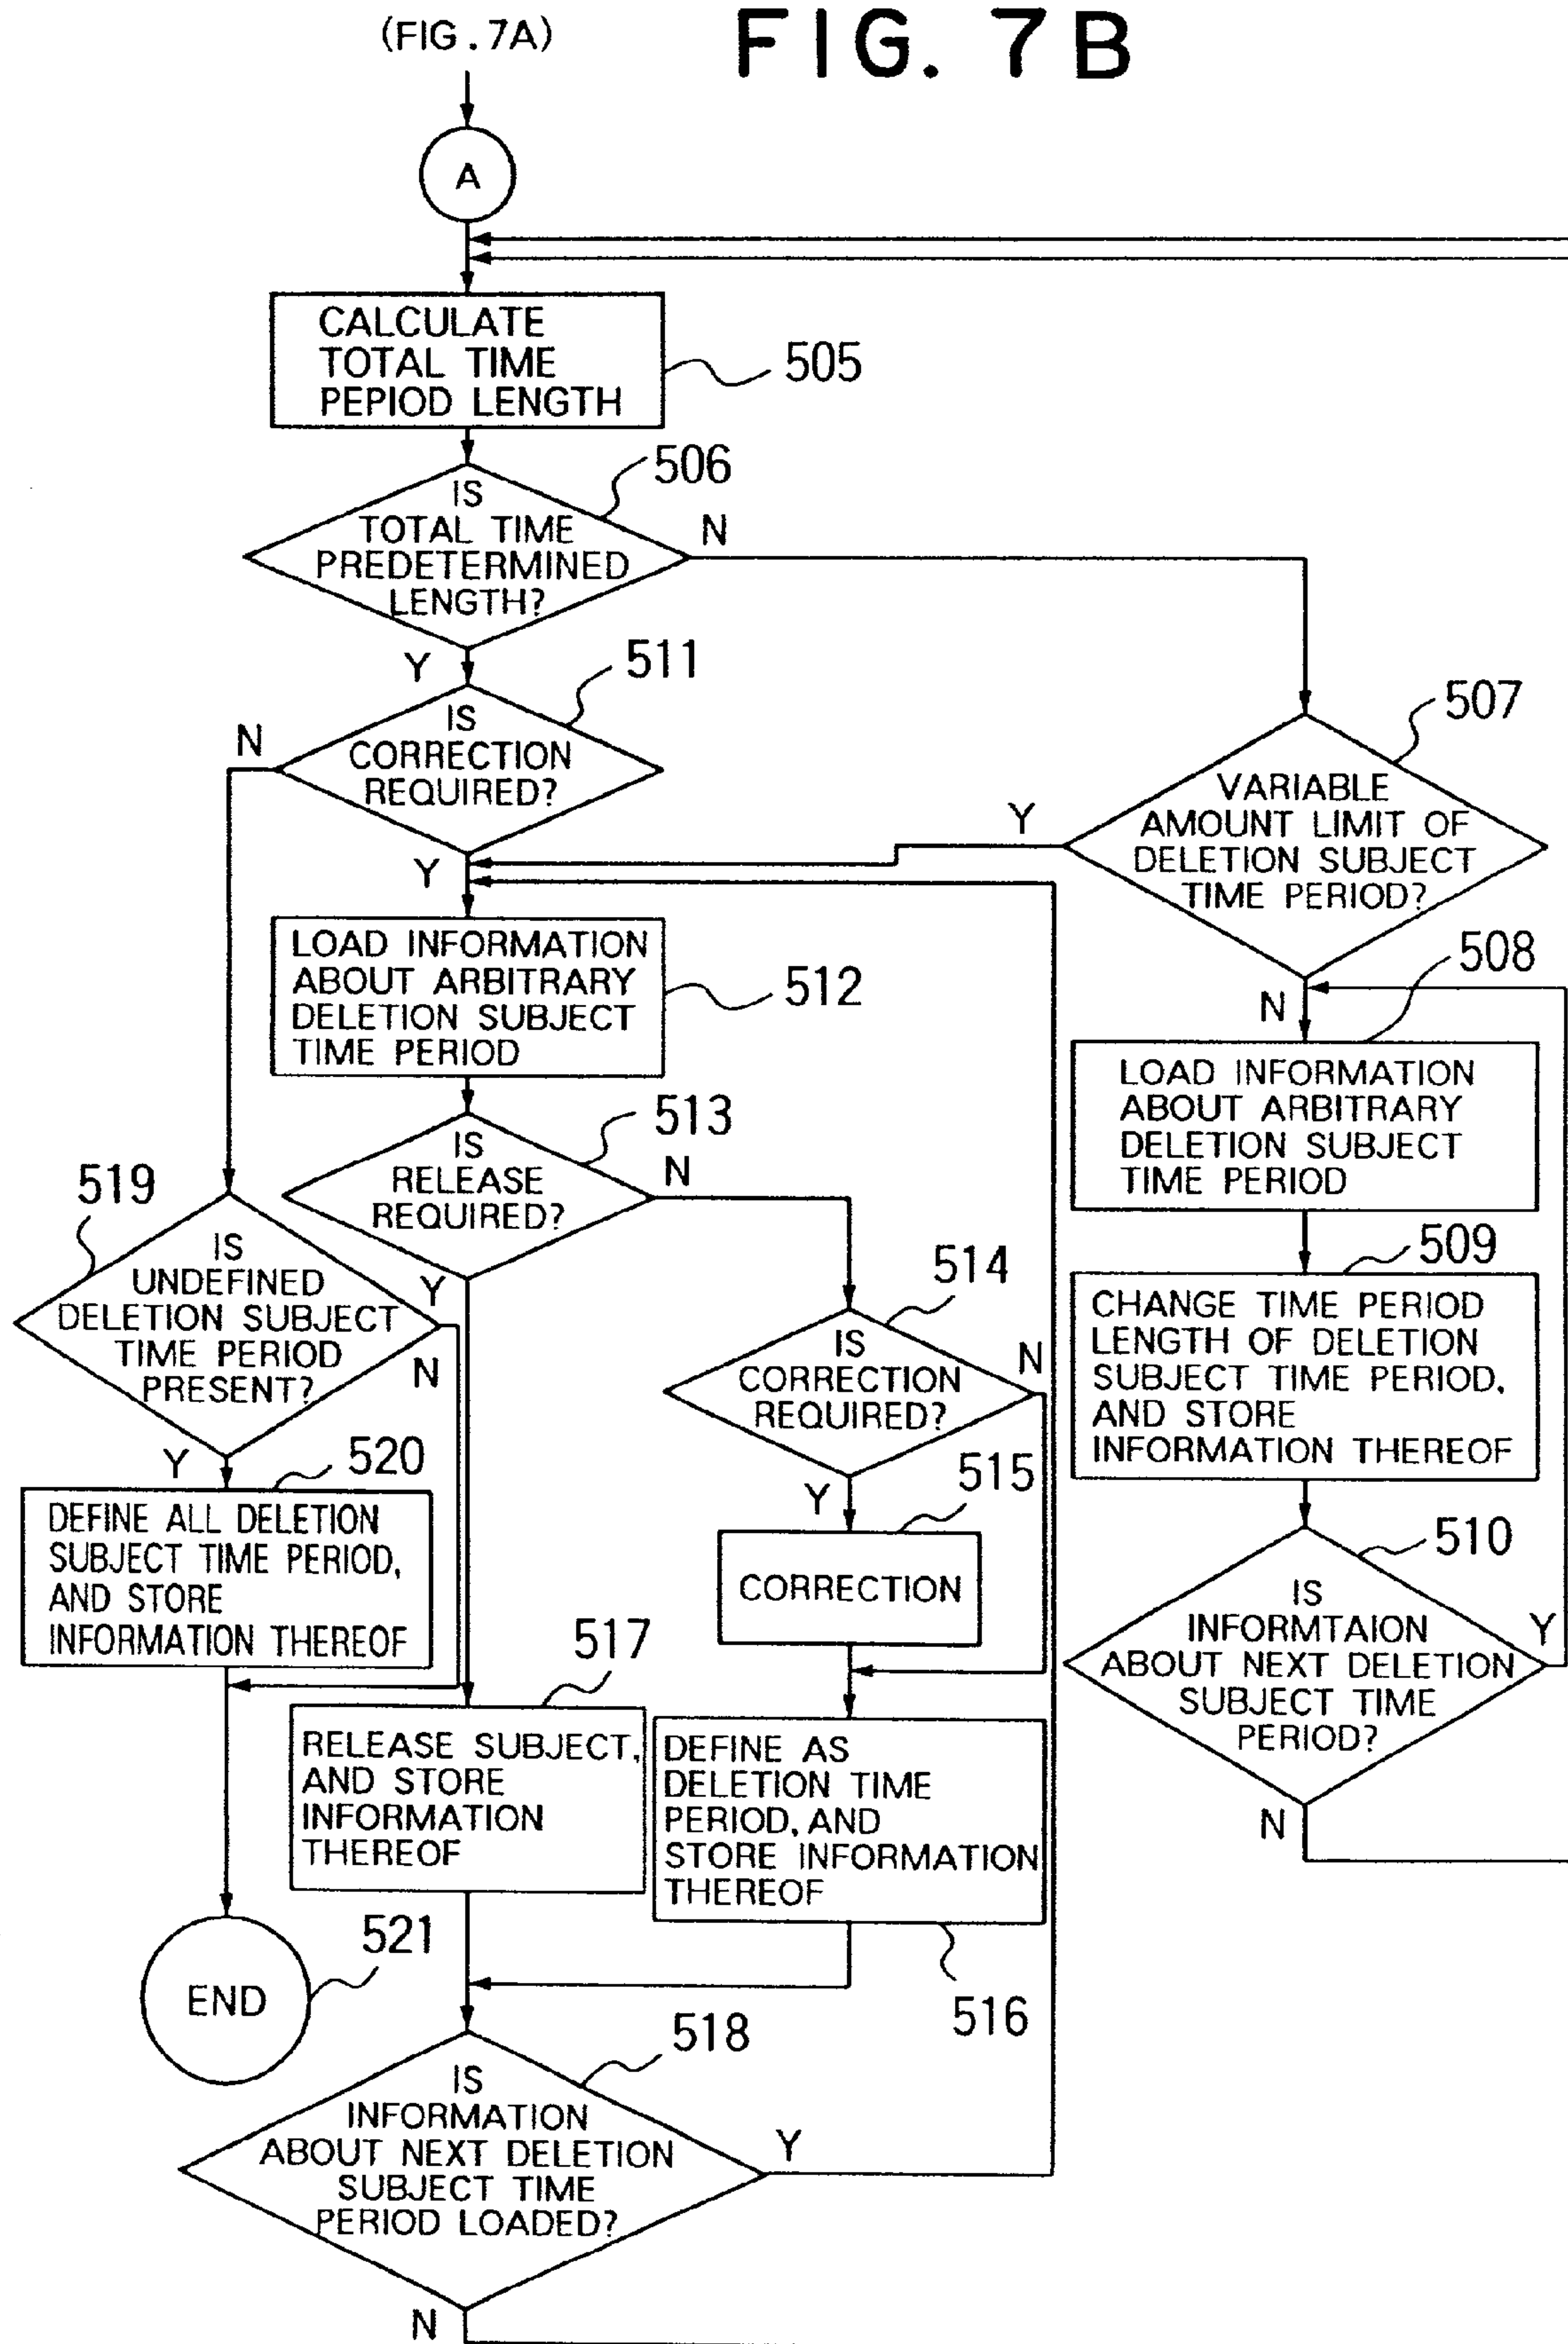 (FIG.7A)
FIG. 7B
A
CALCULATE
TOTAL TIME
PEPIOD LENGTH
505
506
IS
TOTAL TIME
PREDETERMINED
LENGTH?
N
Y
511
IS
CORRECTION
REQUIRED?
N
Y
507
VARIABLE
AMOUNT LIMIT OF
DELETION SUBJECT
TIME PERIOD?
Y
N
508
LOAD INFORMATION
ABOUT ARBITRARY
DELETION SUBJECT
TIME PERIOD
509
CHANGE TIME PERIOD
LENGTH OF DELETION
SUBJECT TIME PERIOD,
AND STORE
INFORMATION THEREOF
510
IS
INFORMTAION
ABOUT NEXT DELETION
SUBJECT TIME
PERIOD?
Y
N
LOAD INFORMATION
ABOUT ARBITRARY
DELETION SUBJECT
TIME PERIOD
512
513
IS
RELEASE
REQUIRED?
N
Y
514
IS
CORRECTION
REQUIRED?
N
Y
515
CORRECTION
DEFINE AS
DELETION TIME
PERIOD, AND
STORE INFORMATION
THEREOF
516
517
RELEASE SUBJECT,
AND STORE
INFORMATION
THEREOF
518
IS
INFORMATION
ABOUT NEXT DELETION
SUBJECT TIME
PERIOD LOADED?
Y
N
519
IS
UNDEFINED
DELETION SUBJECT
TIME PERIOD
PRESENT?
N
Y
520
DEFINE ALL DELETION
SUBJECT TIME PERIOD,
AND STORE
INFORMATION THEREOF
END
521